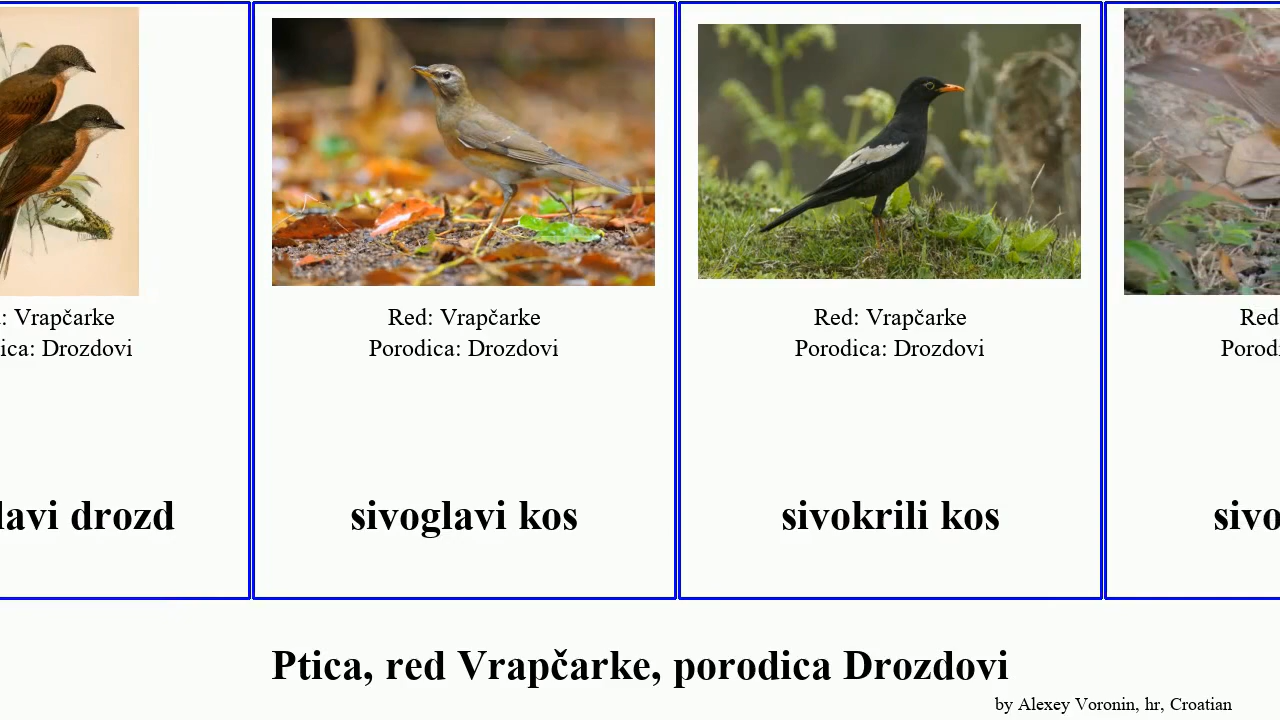 : Vrapčarke
ica: Drozdovi
lavi drozd
Red: Vrapčarke
Porodica: Drozdovi
sivoglavi kos
Red: Vrapčarke
Porodica: Drozdovi
sivokrili kos
Red
Porod
sivo
Ptica, red Vrapčarke, porodica Drozdovi
by Alexey Voronin, hr, Croatian